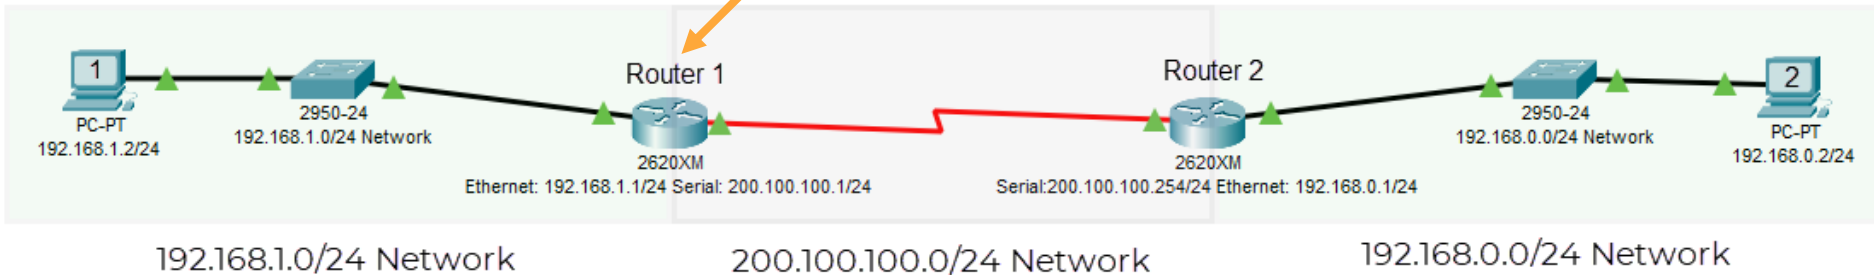 1
PC-PT
192.168.1.2/24
2950-24
192.168.1.0/24 Network
Router 1
2620XM
Ethernet: 192.168.1.1/24 Serial: 200.100.100.1/24
Router 2
2620XM
Serial:200.100.100.254/24 Ethernet: 192.168.0.1/24
2950-24
192.168.0.0/24 Network
2
PC-PT
192.168.0.2/24
192.168.1.0/24 Network
200.100.100.0/24 Network
192.168.0.0/24 Network